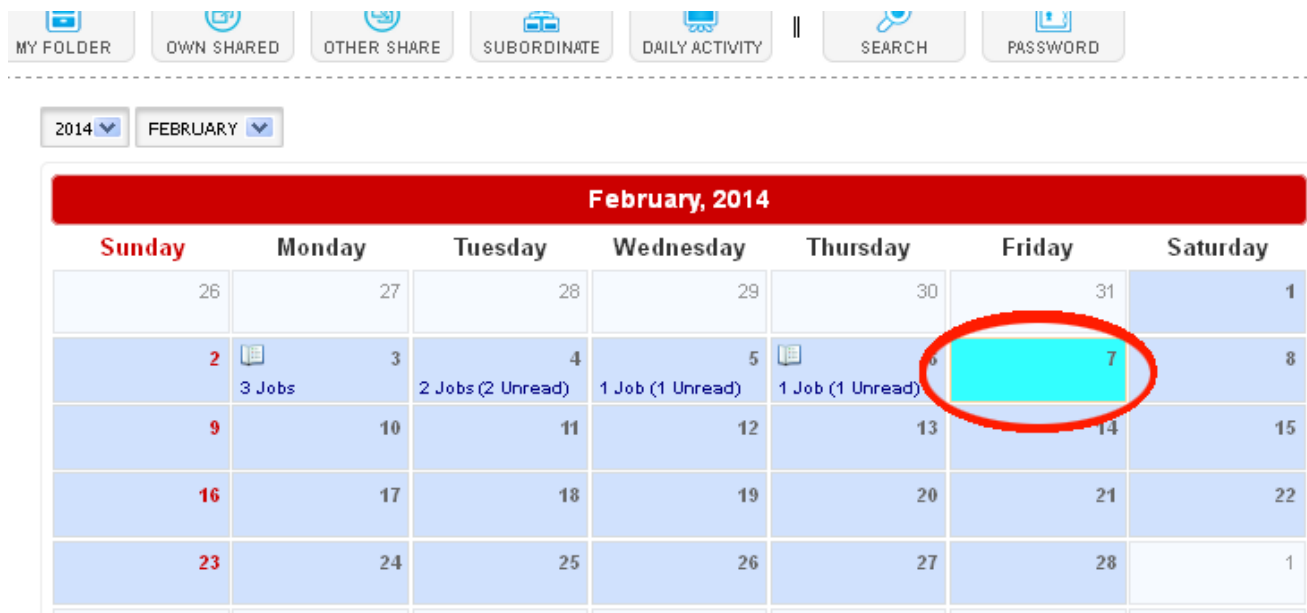 MY FOLDER OWN SHARED OTHER SHARE SUBORDINATE DAILY ACTIVITY || SEARCH PASSWORD
2014 FEBRUARY
February, 2014
Sunday Monday Tuesday Wednesday Thursday Friday Saturday
26 27 28 29 30 31 1
2 3 4 5 6 7 8
3 Jobs 2 Jobs (2 Unread) 1 Job (1 Unread) 1 Job (1 Unread)
9 10 11 12 13 14 15
16 17 18 19 20 21 22
23 24 25 26 27 28 1